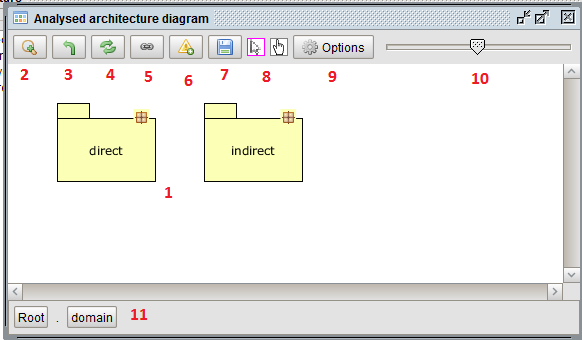 Analysed architecture diagram
Options
2 3 4 5 6 7 8 9 10
direct indirect
1
Root . domain 11